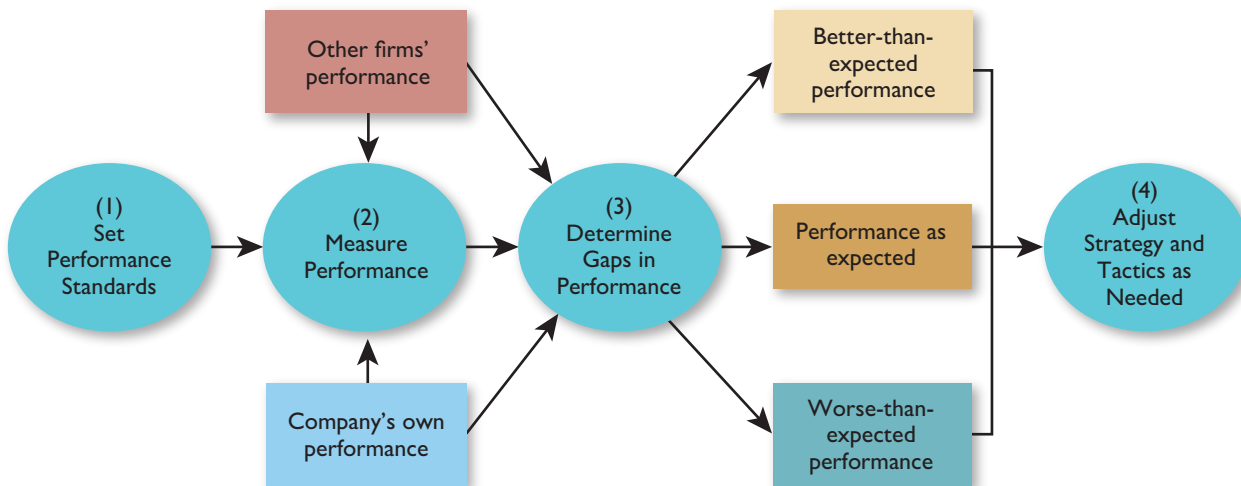 Other firms’
performance
Better-than-
expected
performance
(1)
Set
Performance
Standards
(2)
Measure
Performance
(3)
Determine
Gaps in
Performance
Performance as
expected
(4)
Adjust
Strategy and
Tactics as
Needed
Company’s own
performance
Worse-than-
expected
performance